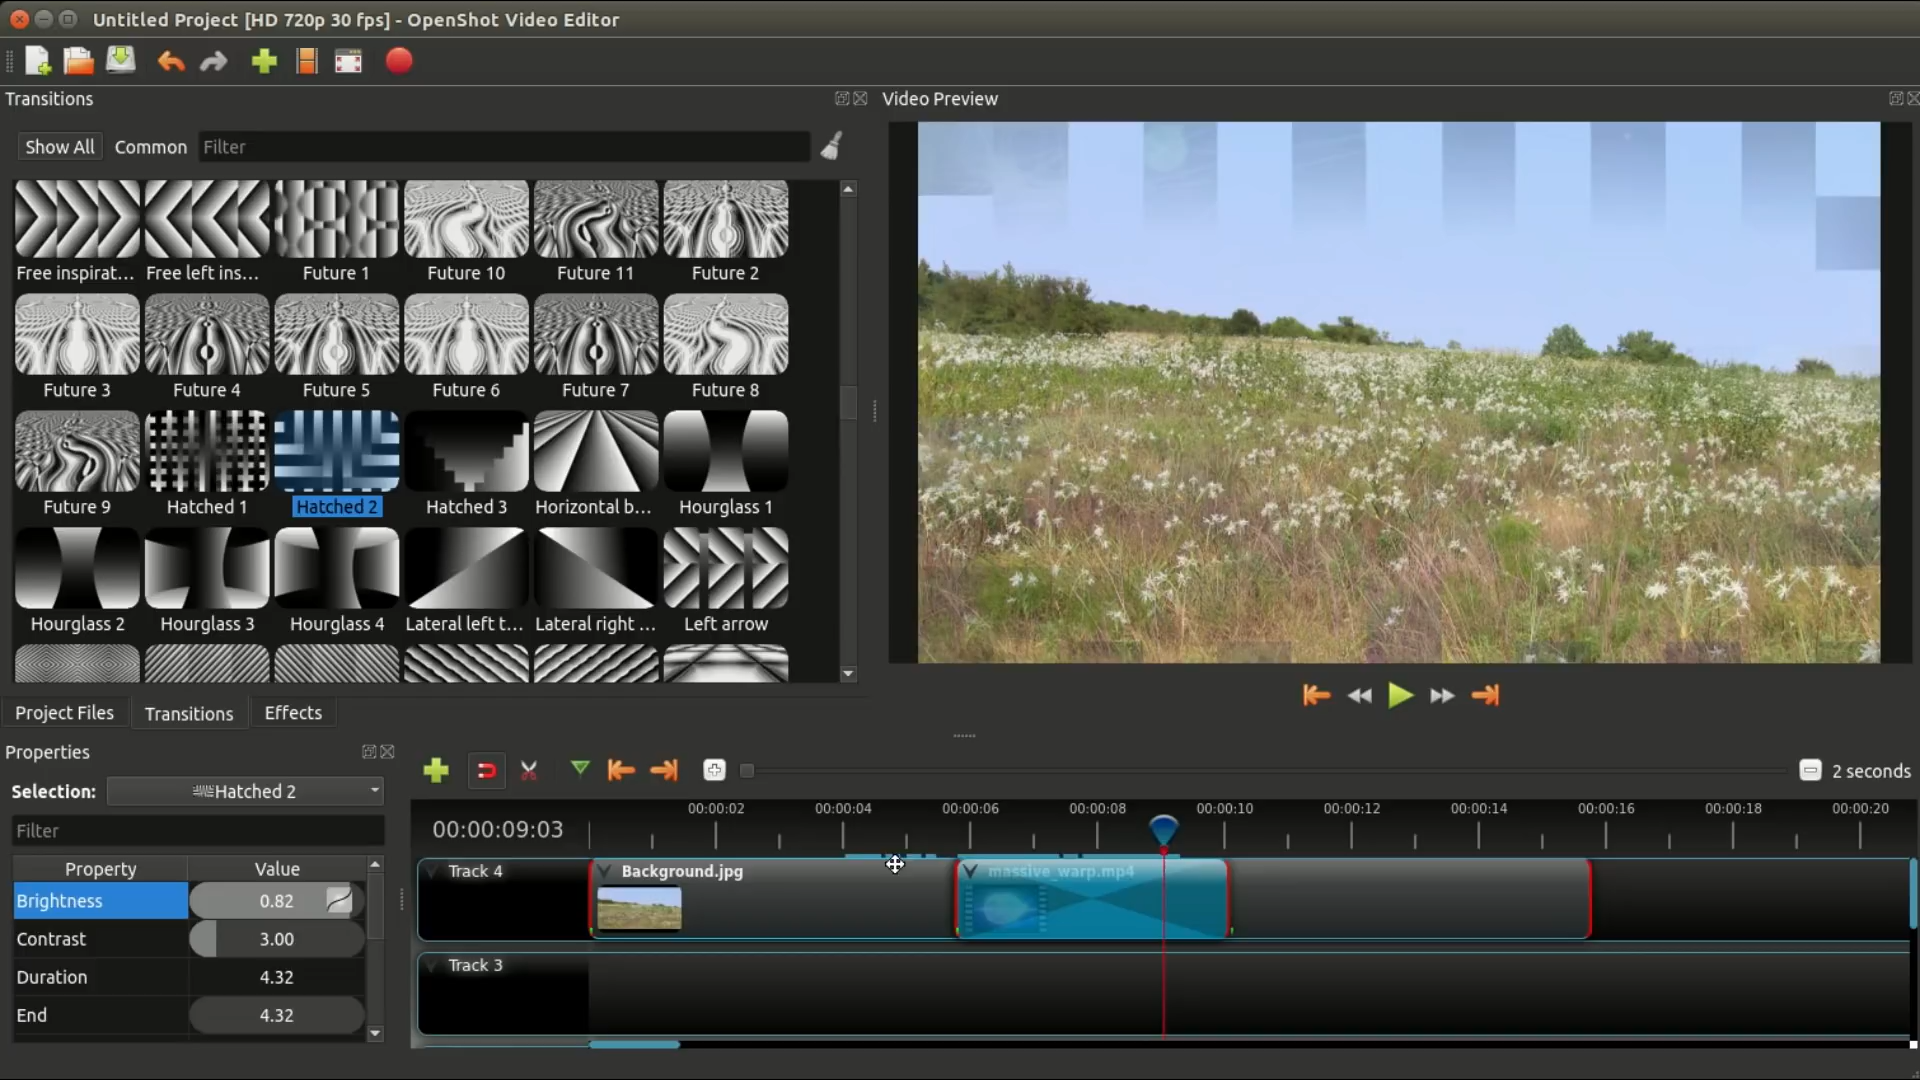 Untitled Project [HD 720p 30 fps] - OpenShot Video Editor
Transitions
Video Preview
Show All Common Filter
Free inspirat... Free left ins... Future 1 Future 10 Future 11 Future 2
Future 3 Future 4 Future 5 Future 6 Future 7 Future 8
Future 9 Hatched 1 Hatched 2 Hatched 3 Horizontal b... Hourglass 1
Hourglass 2 Hourglass 3 Hourglass 4 Lateral left t... Lateral right ... Left arrow
Project Files Transitions Effects
Properties
Selection: Hatched 2
Filter
Property Value
Brightness 0.82
Contrast 3.00
Duration 4.32
End 4.32
2 seconds
00:00:02 00:00:04 00:00:06 00:00:08 00:00:10 00:00:12 00:00:14 00:00:16 00:00:18 00:00:20
00:00:09:03
Track 4 Background.jpg massive_warp.mp4
Track 3